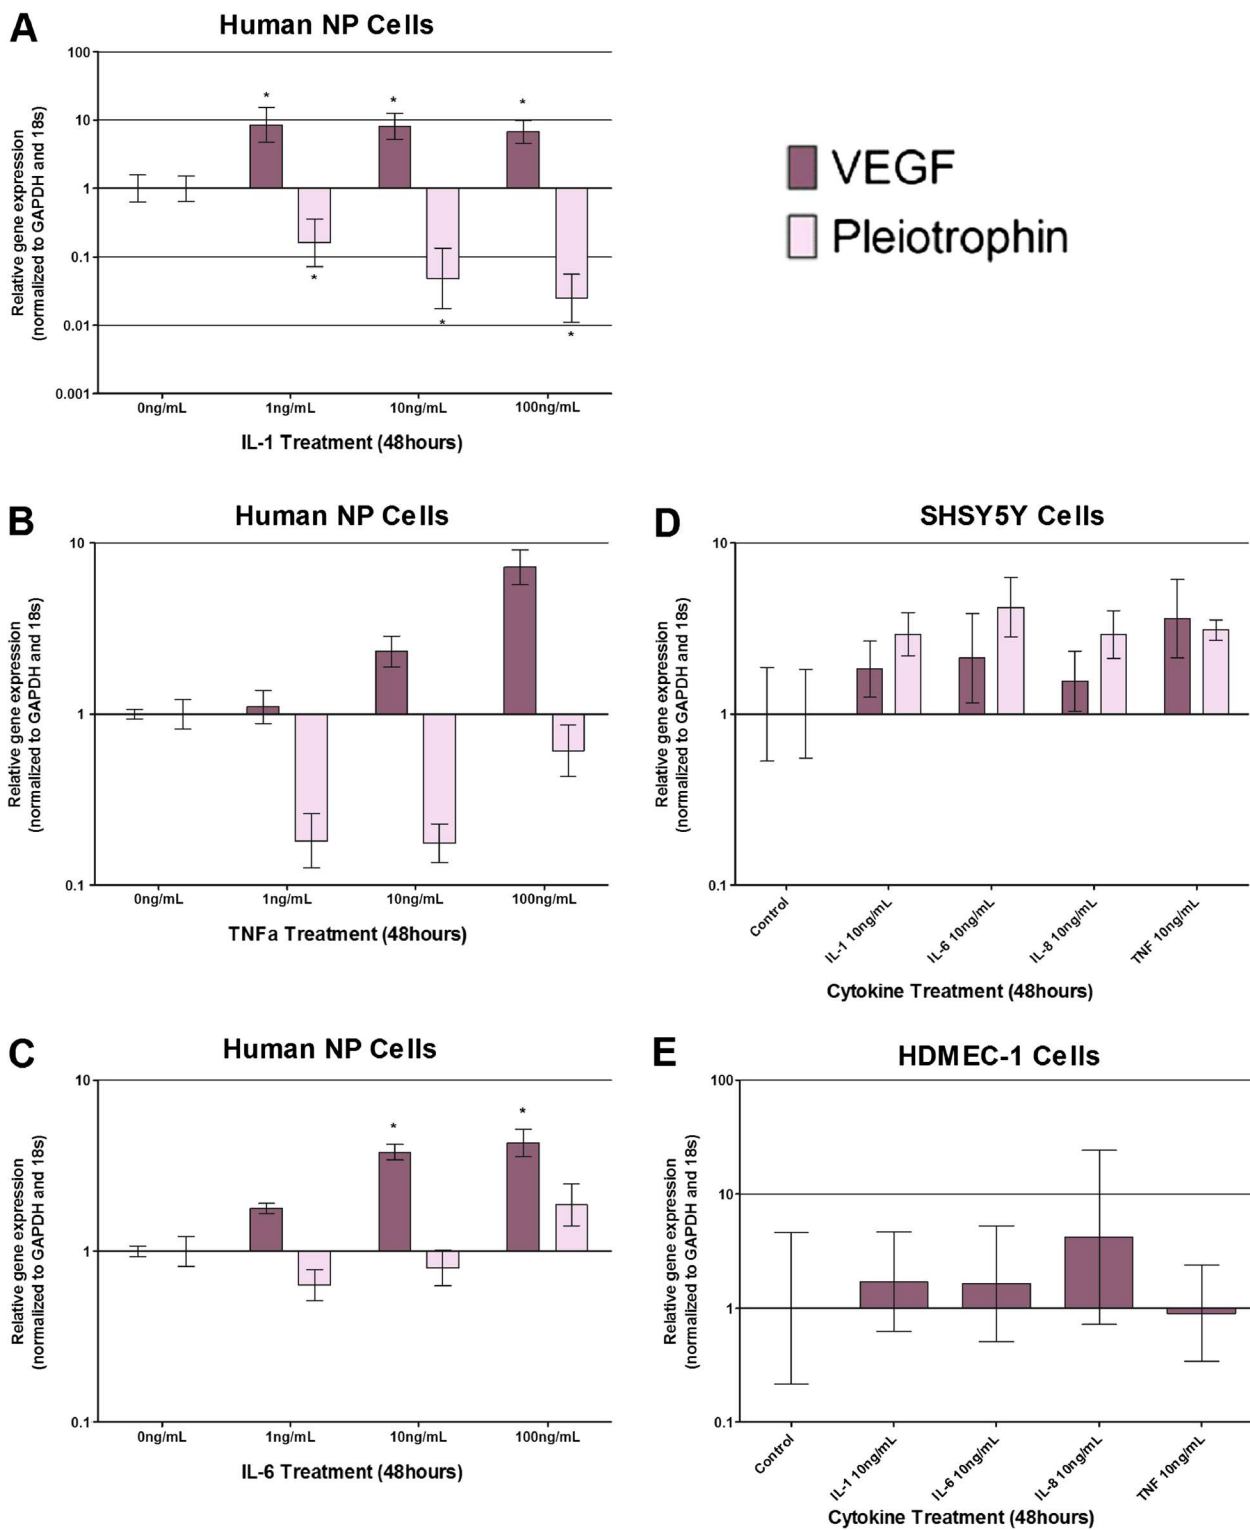 A
Human NP Cells
Relative gene expression
(normalized to GAPDH and 18s)
100
10
1
0.1
0.01
0.001
* * *
* * *
0ng/mL 1ng/mL 10ng/mL 100ng/mL
IL-1 Treatment (48hours)
VEGF
Pleiotrophin
B
Human NP Cells
Relative gene expression
(normalized to GAPDH and 18s)
10
1
0.1
0ng/mL 1ng/mL 10ng/mL 100ng/mL
TNFa Treatment (48hours)
C
Human NP Cells
Relative gene expression
(normalized to GAPDH and 18s)
10
1
0.1
* *
0ng/mL 1ng/mL 10ng/mL 100ng/mL
IL-6 Treatment (48hours)
D
SHSY5Y Cells
Relative gene expression
(normalized to GAPDH and 18s)
10
1
0.1
Control
IL-1 10ng/mL
IL-6 10ng/mL
IL-8 10ng/mL
TNF 10ng/mL
Cytokine Treatment (48hours)
E
HDMEC-1 Cells
Relative gene expression
(normalized to GAPDH and 18s)
100
10
1
0.1
Control
IL-1 10ng/mL
IL-6 10ng/mL
IL-8 10ng/mL
TNF 10ng/mL
Cytokine Treatment (48hours)